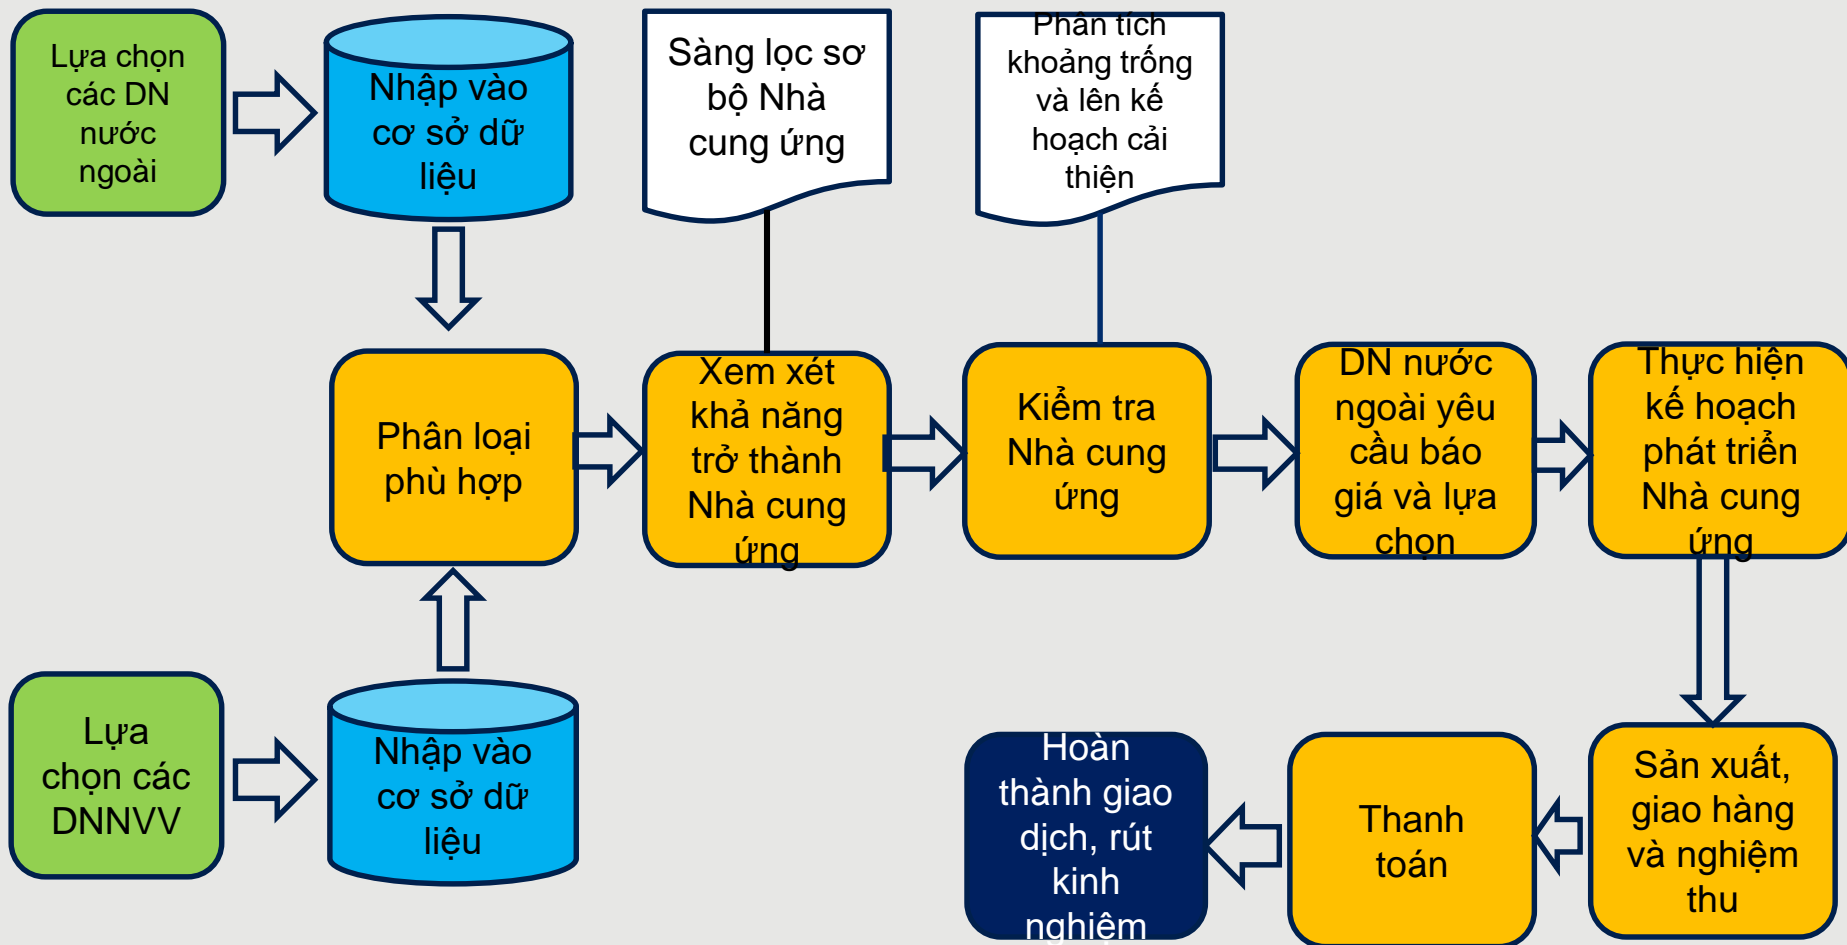 Lựa chọn
các DN
nước
ngoài
Nhập vào
cơ sở dữ
liệu
Sàng lọc sơ
bộ Nhà
cung ứng
Phân tích
khoảng trống
và lên kế
hoạch cải
thiện
Phân loại
phù hợp
Xem xét
khả năng
trở thành
Nhà cung
ứng
Kiểm tra
Nhà cung
ứng
DN nước
ngoài yêu
cầu báo
giá và lựa
chọn
Thực hiện
kế hoạch
phát triển
Nhà cung
ứng
Lựa
chọn các
DNNVV
Nhập vào
cơ sở dữ
liệu
Hoàn
thành giao
dịch, rút
kinh
nghiệm
Thanh
toán
Sản xuất,
giao hàng
và nghiệm
thu